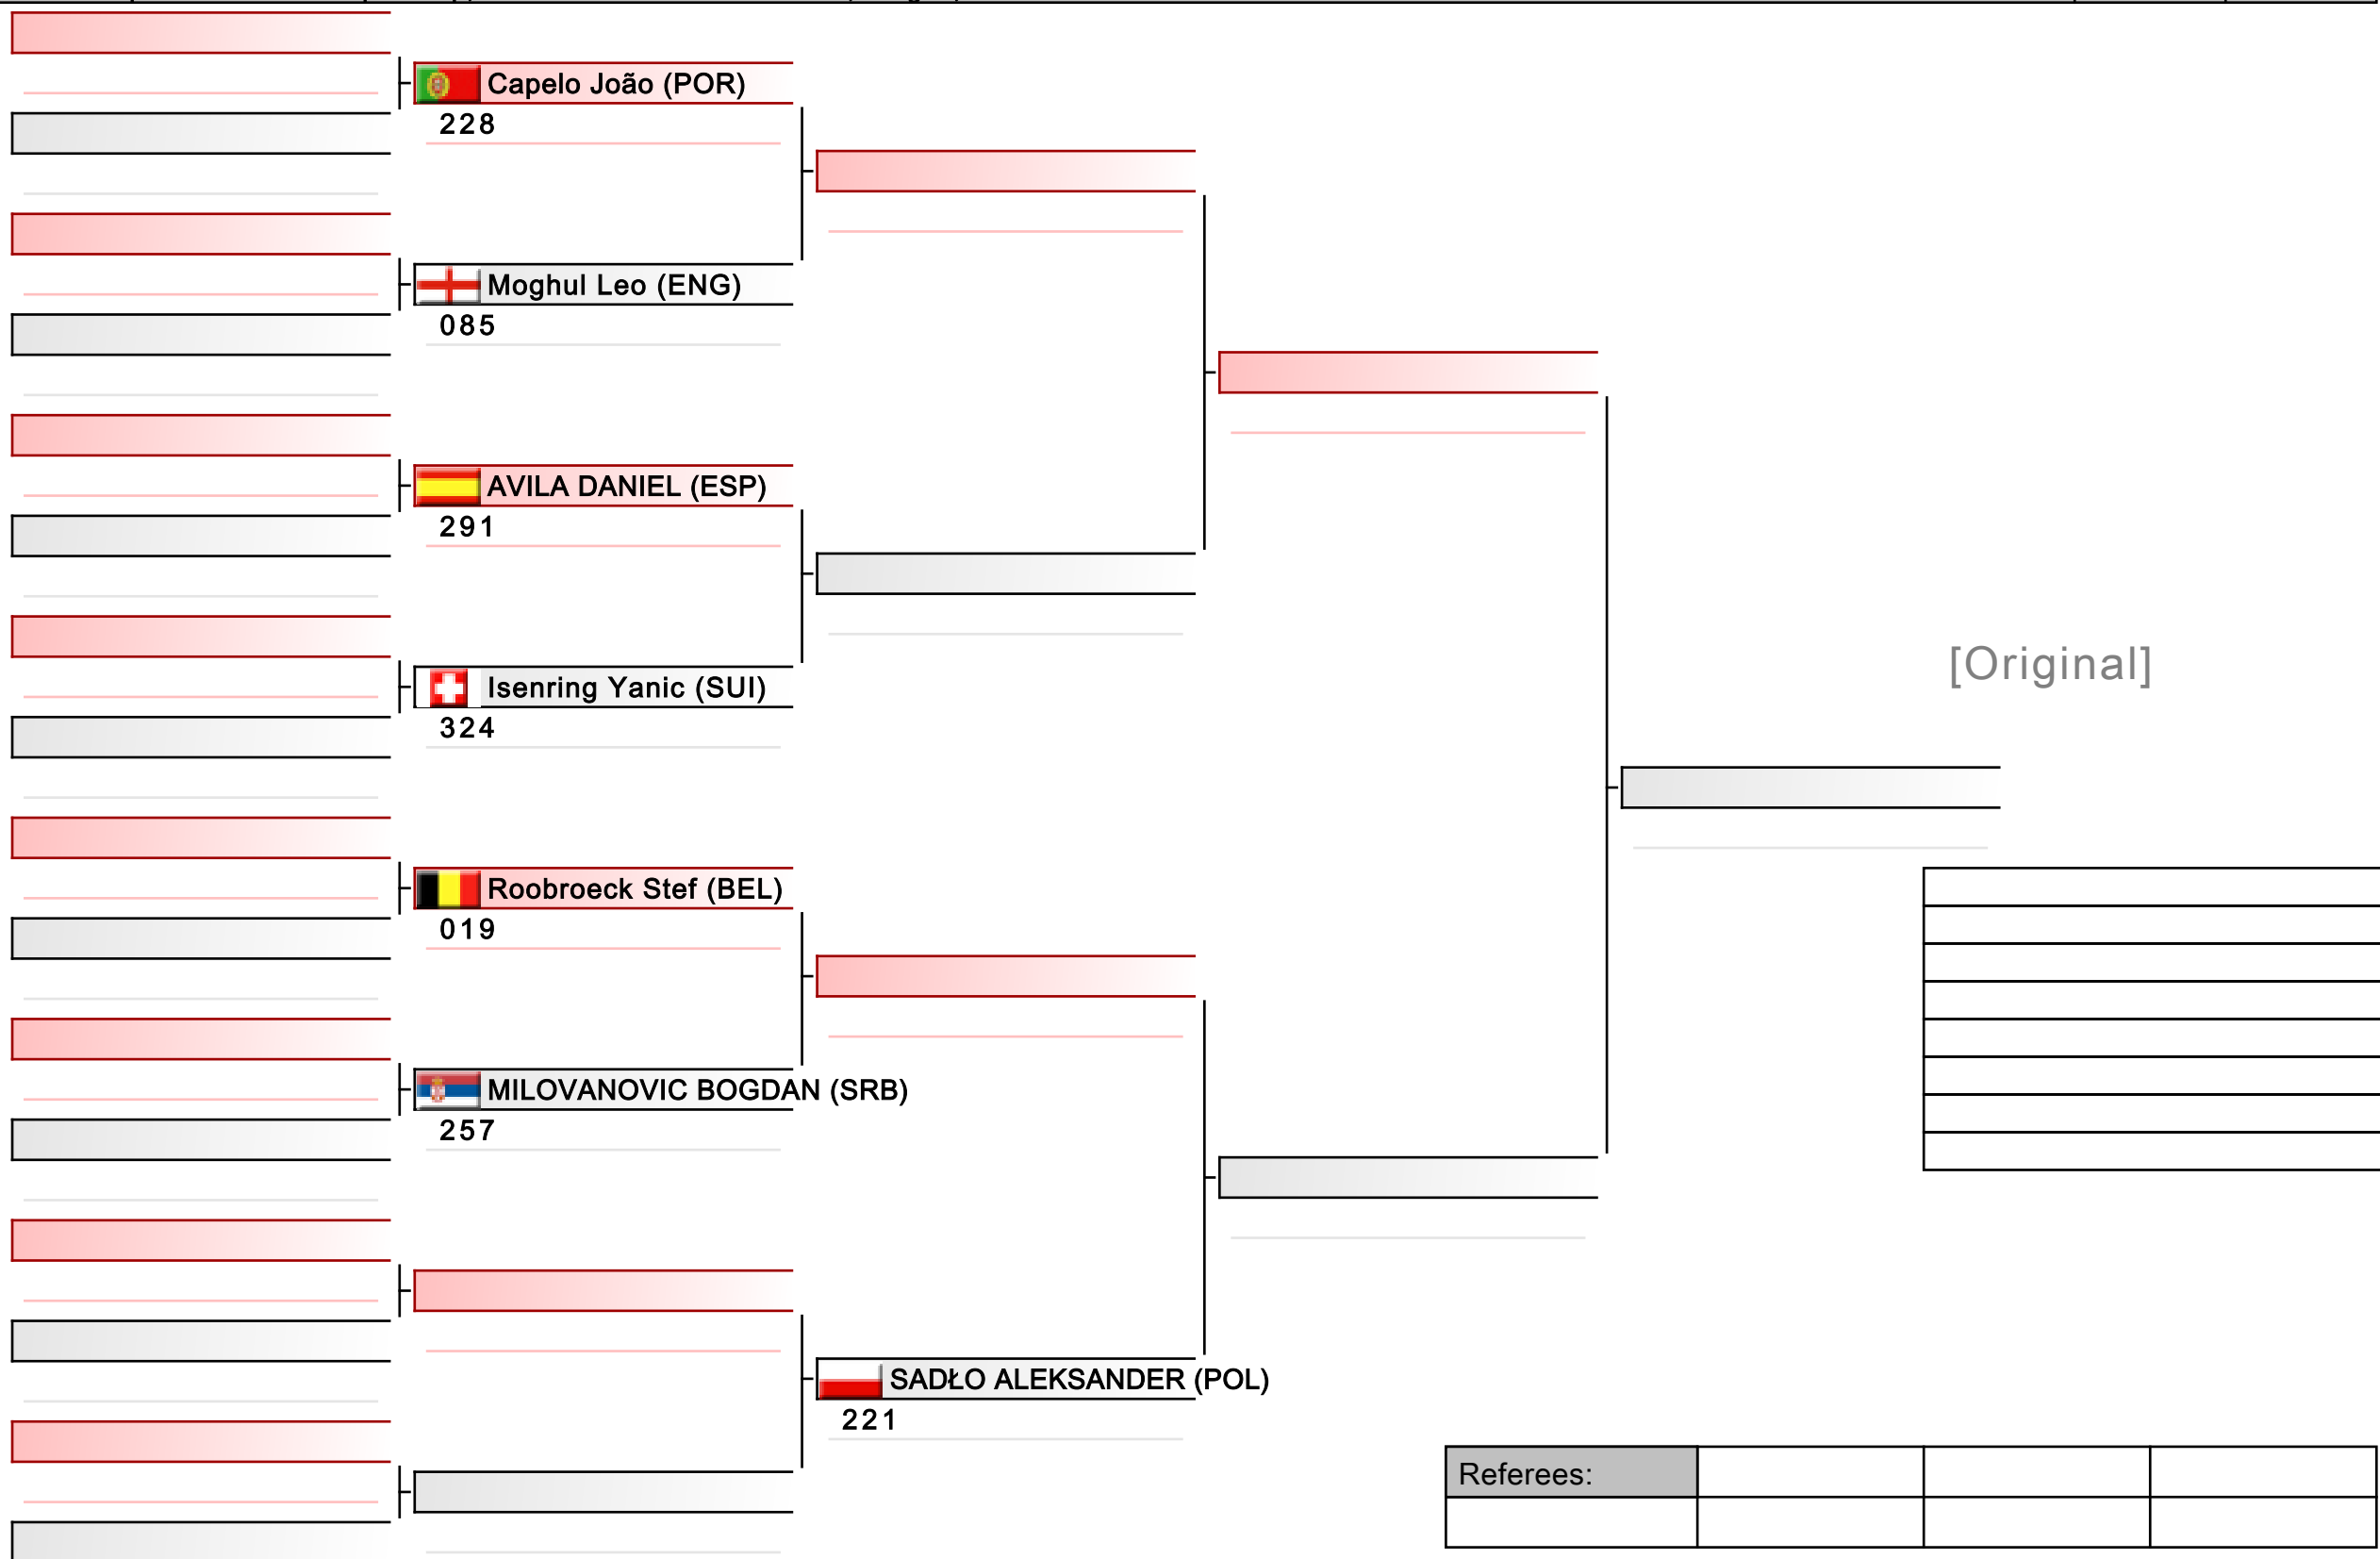 Capelo João (POR)
228
Moghul Leo (ENG)
085
AVILA DANIEL (ESP)
291
Isenring Yanic (SUI)
324
[Original]
Roobroeck Stef (BEL)
019
MILOVANOVIC BOGDAN (SRB)
257
SADŁO ALEKSANDER (POL)
221
Referees: